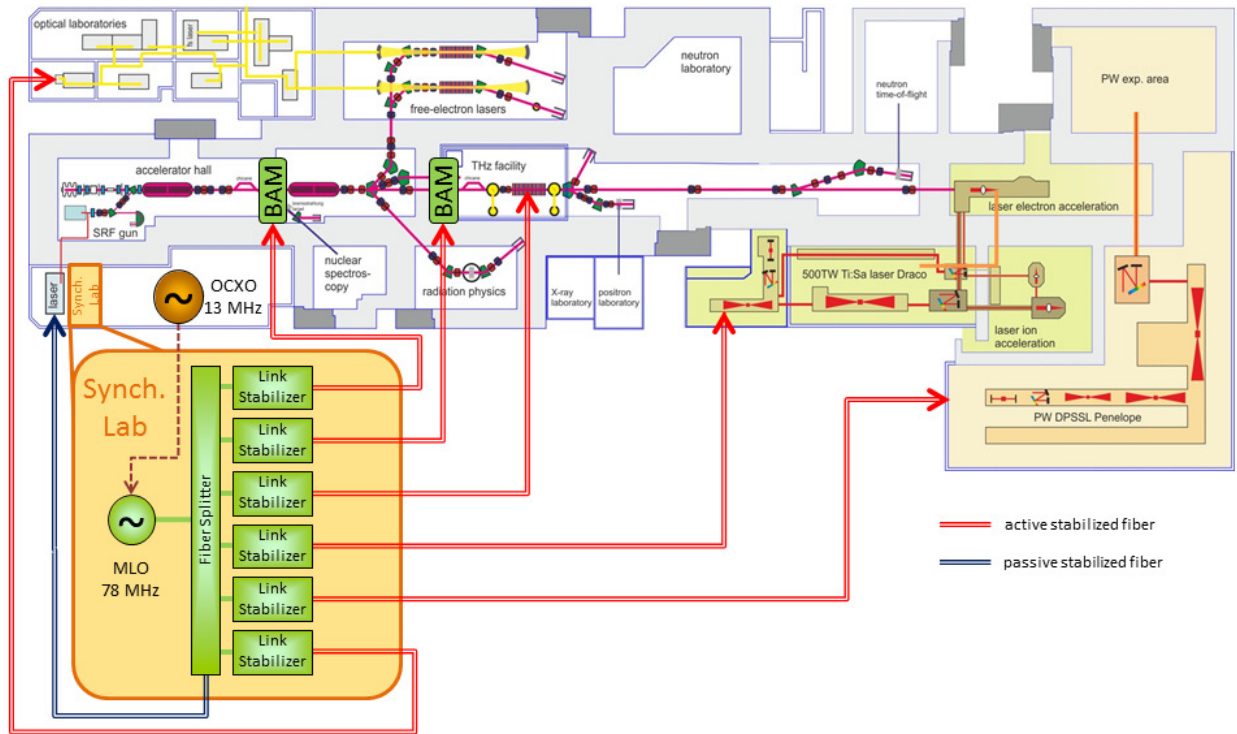 optical laboratories
fs laser
free-electron lasers
neutron
laboratory
neutron
time-of-flight
PW exp. area
accelerator hall
chicane
BAM
SRF gun
nuclear
spectros-
copy
THz facility
chicane
BAM
radiation physics
X-ray
laboratory
positron
laboratory
laser electron acceleration
500TW Ti:Sa laser Draco
laser ion
acceleration
PW DPSSL Penelope
laser
Synch.
Lab
OCXO
13 MHz
Synch.
Lab
MLO
78 MHz
Fiber Splitter
Link
Stabilizer
Link
Stabilizer
Link
Stabilizer
Link
Stabilizer
Link
Stabilizer
Link
Stabilizer
active stabilized fiber
passive stabilized fiber